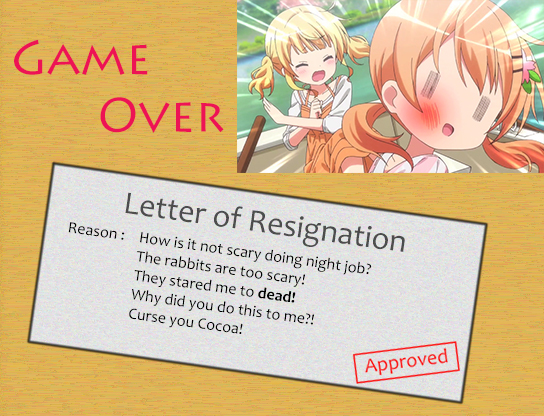 GAME
OVER
Letter of Resignation
Reason : How is it not scary doing night job?
The rabbits are too scary!
They stared me to dead!
Why did you do this to me?!
Curse you Cocoa!
Approved